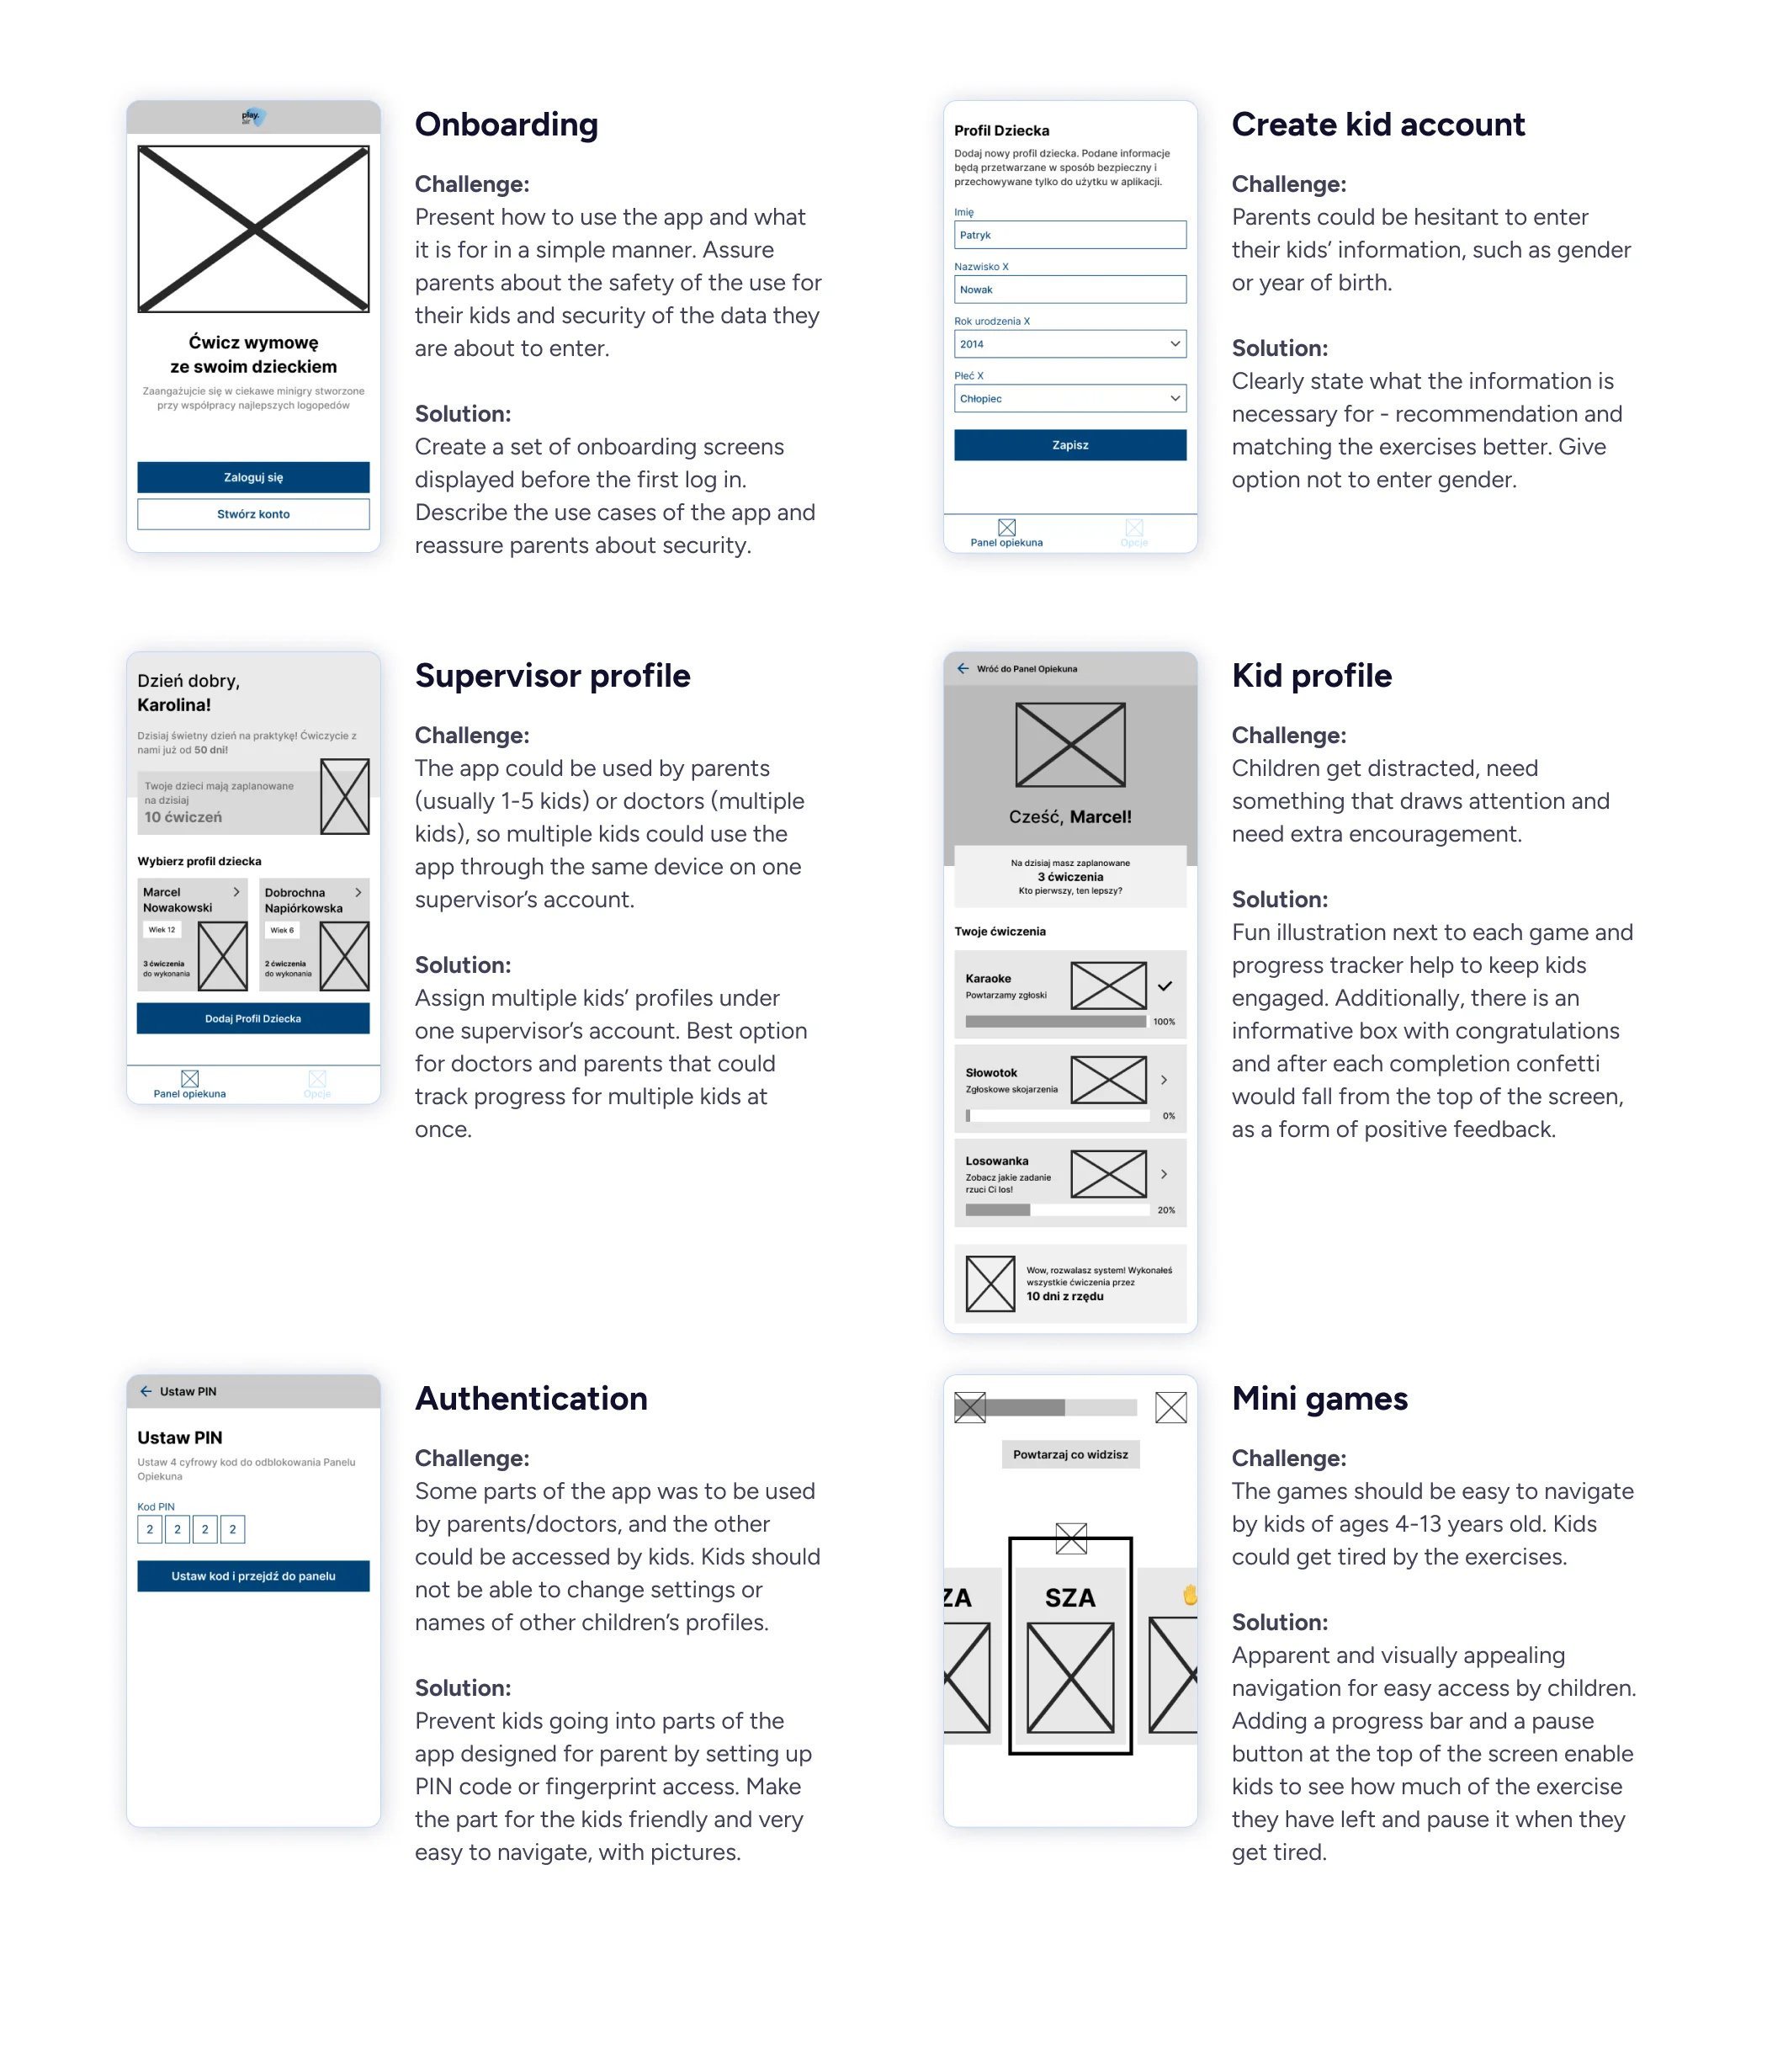 play.
air
Ćwicz wymowę
ze swoim dzieckiem
Zaangażujcie się w ciekawe minigry stworzone
przy współpracy najlepszych logopedów
Zaloguj się
Stwórz konto
Onboarding
Challenge:
Present how to use the app and what
it is for in a simple manner. Assure
parents about the safety of the use for
their kids and security of the data they
are about to enter.
Solution:
Create a set of onboarding screens
displayed before the first log in.
Describe the use cases of the app and
reassure parents about security.
Profil Dziecka
Dodaj nowy profil dziecka. Podane informacje
będą przetwarzane w sposób bezpieczny i
przechowywane tylko do użytku w aplikacji.
Imię
Patryk
Nazwisko X
Nowak
Rok urodzenia X
2014
Płeć X
Chłopiec
Zapisz
Panel opiekuna
Opcje
Create kid account
Challenge:
Parents could be hesitant to enter
their kids’ information, such as gender
or year of birth.
Solution:
Clearly state what the information is
necessary for - recommendation and
matching the exercises better. Give
option not to enter gender.
Dzień dobry,
Karolina!
Dzisiaj świetny dzień na praktykę! Ćwiczycie z
nami już od 50 dni!
Twoje dzieci mają zaplanowane
na dzisiaj
10 ćwiczeń
Wybierz profil dziecka
Marcel
Nowakowski
Wiek 12
3 ćwiczenia
do wykonania
Dobrochna
Napiórkowska
Wiek 6
2 ćwiczenia
do wykonania
Dodaj Profil Dziecka
Panel opiekuna
Opcje
Supervisor profile
Challenge:
The app could be used by parents
(usually 1-5 kids) or doctors (multiple
kids), so multiple kids could use the
app through the same device on one
supervisor’s account.
Solution:
Assign multiple kids’ profiles under
one supervisor’s account. Best option
for doctors and parents that could
track progress for multiple kids at
once.
Wróć do Panel Opiekuna
Cześć, Marcel!
Na dzisiaj masz zaplanowane
3 ćwiczenia
Kto pierwszy, ten lepszy?
Twoje ćwiczenia
Karaoke
Powtarzamy zgłoski
100%
Słowotok
Zgłoskowe skojarzenia
0%
Losowanka
Zobacz jakie zadanie
rzuci Ci los!
20%
Wow, rozwalasz system! Wykonałeś
wszystkie ćwiczenia przez
10 dni z rzędu
Kid profile
Challenge:
Children get distracted, need
something that draws attention and
need extra encouragement.
Solution:
Fun illustration next to each game and
progress tracker help to keep kids
engaged. Additionally, there is an
informative box with congratulations
and after each completion confetti
would fall from the top of the screen,
as a form of positive feedback.
Ustaw PIN
Ustaw PIN
Ustaw 4 cyfrowy kod do odblokowania Panelu
Opiekuna
Kod PIN
2 2 2 2
Ustaw kod i przejdź do panelu
Authentication
Challenge:
Some parts of the app was to be used
by parents/doctors, and the other
could be accessed by kids. Kids should
not be able to change settings or
names of other children’s profiles.
Solution:
Prevent kids going into parts of the
app designed for parent by setting up
PIN code or fingerprint access. Make
the part for the kids friendly and very
easy to navigate, with pictures.
Powtarzaj co widzisz
ZA
SZA
Mini games
Challenge:
The games should be easy to navigate
by kids of ages 4-13 years old. Kids
could get tired by the exercises.
Solution:
Apparent and visually appealing
navigation for easy access by children.
Adding a progress bar and a pause
button at the top of the screen enable
kids to see how much of the exercise
they have left and pause it when they
get tired.